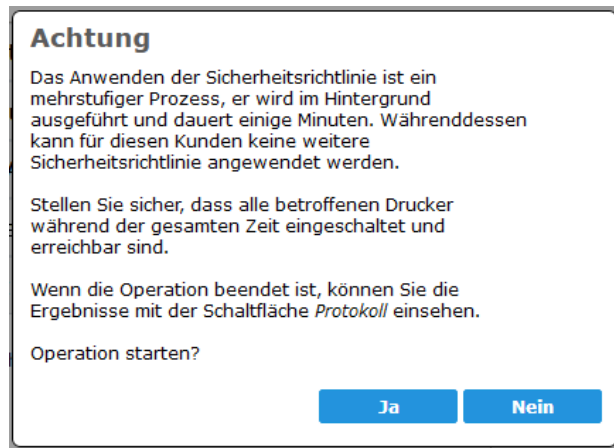 Achtung
Das Anwenden der Sicherheitsrichtlinie ist ein
mehrstufiger Prozess, er wird im Hintergrund
ausgeführt und dauert einige Minuten. Währenddessen
kann für diesen Kunden keine weitere
Sicherheitsrichtlinie angewendet werden.
Stellen Sie sicher, dass alle betroffenen Drucker
während der gesamten Zeit eingeschaltet und
erreichbar sind.
Wenn die Operation beendet ist, können Sie die
Ergebnisse mit der Schaltfläche Protokoll einsehen.
Operation starten?
Ja Nein